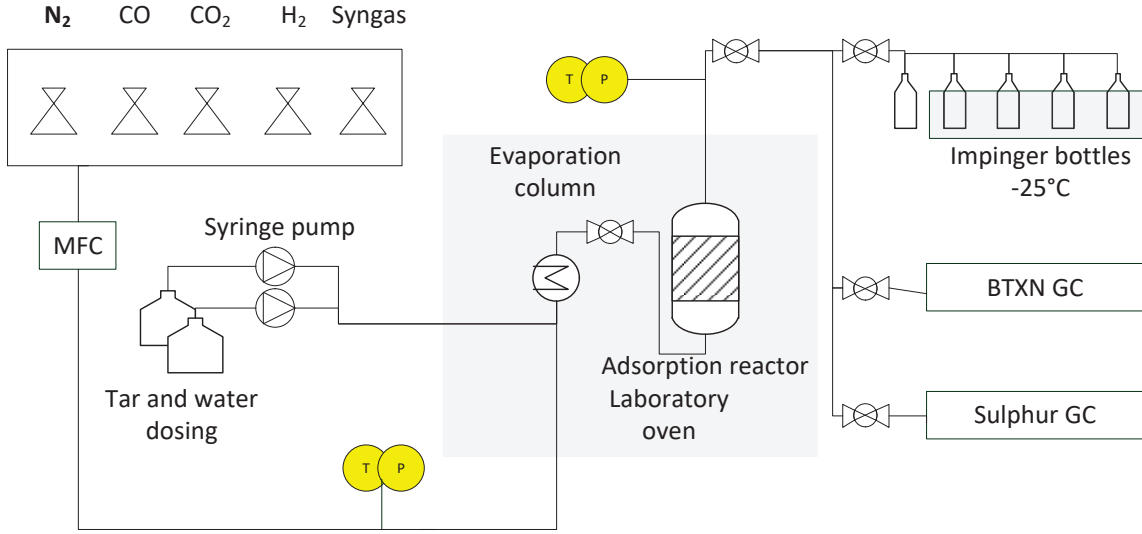 N₂ CO CO₂ H₂ Syngas
T P
Evaporation
column
Impinger bottles
-25°C
MFC
Syringe pump
BTXN GC
Tar and water
dosing
Adsorption reactor
Laboratory
oven
Sulphur GC
T P